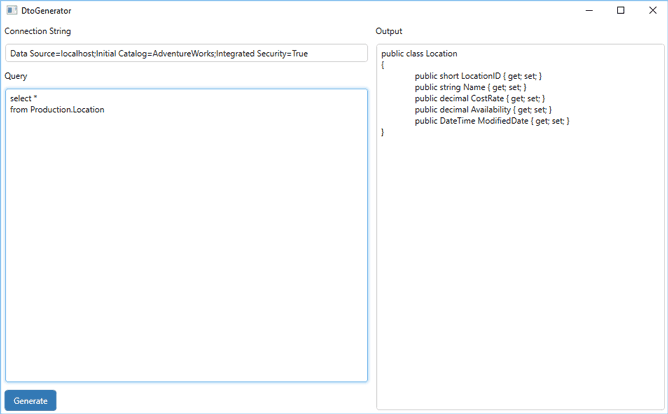 DtoGenerator
Connection String
Data Source=localhost;Initial Catalog=AdventureWorks;Integrated Security=True
Query
select *
from Production.Location
Generate
Output
public class Location
{
public short LocationID { get; set; }
public string Name { get; set; }
public decimal CostRate { get; set; }
public decimal Availability { get; set; }
public DateTime ModifiedDate { get; set; }
}